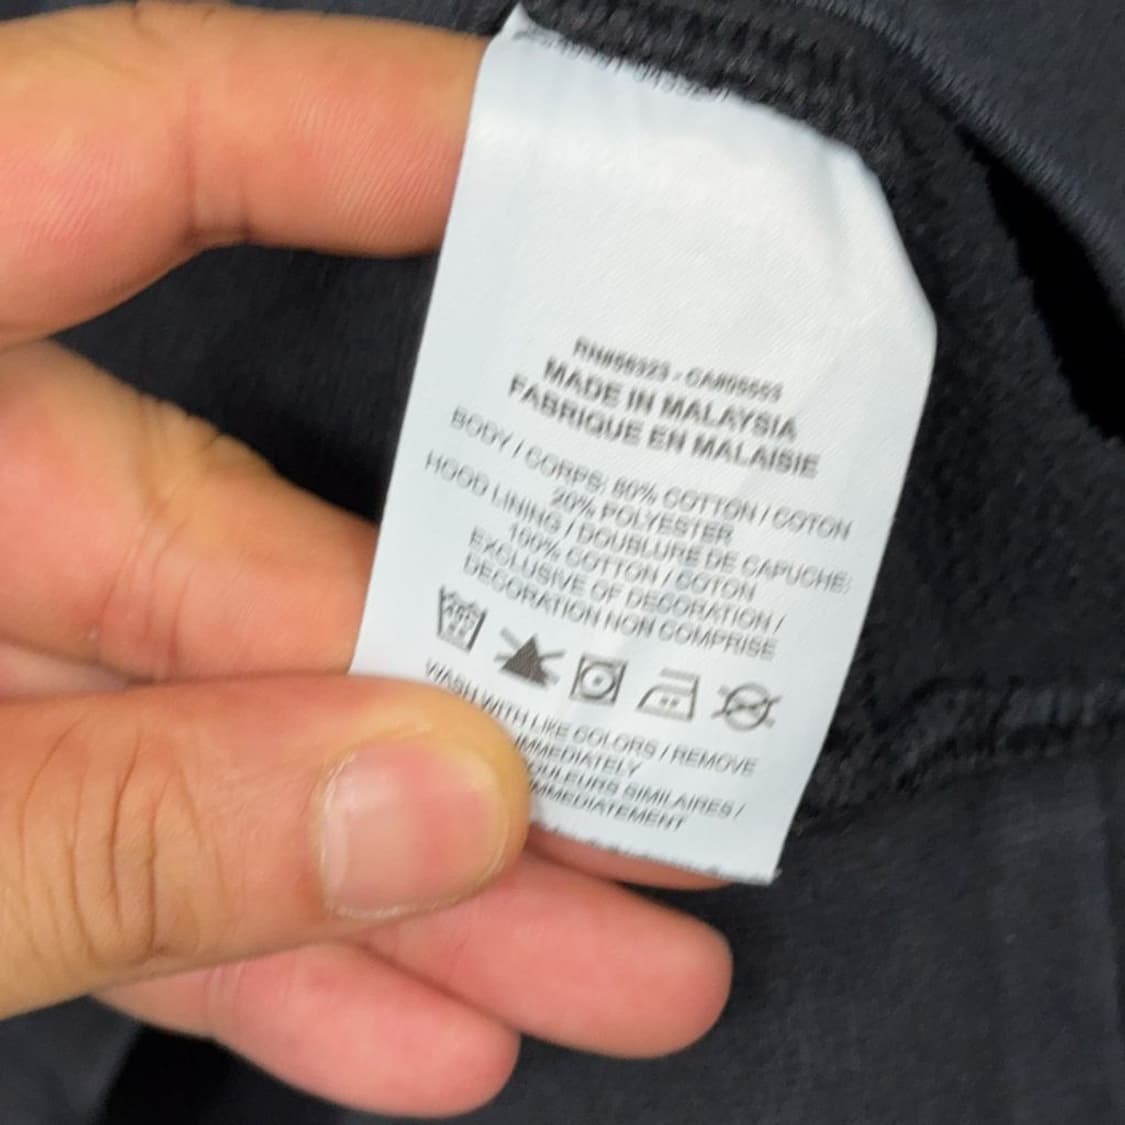 MADE IN MALAYSIA
FABRIQUE EN MALAISIE
BODY / CORPS: 80% COTTON / COTON
20% POLYESTER
HOOD LINING / DOUBLURE DE CAPUCHE:
100% COTTON / COTON
EXCLUSIVE OF DECORATION /
DECORATION NON COMPRISE
WASH WITH LIKE COLORS / REMOVE
IMMEDIATELY
COULEURS SIMILAIRES /
IMMEDIATEMENT